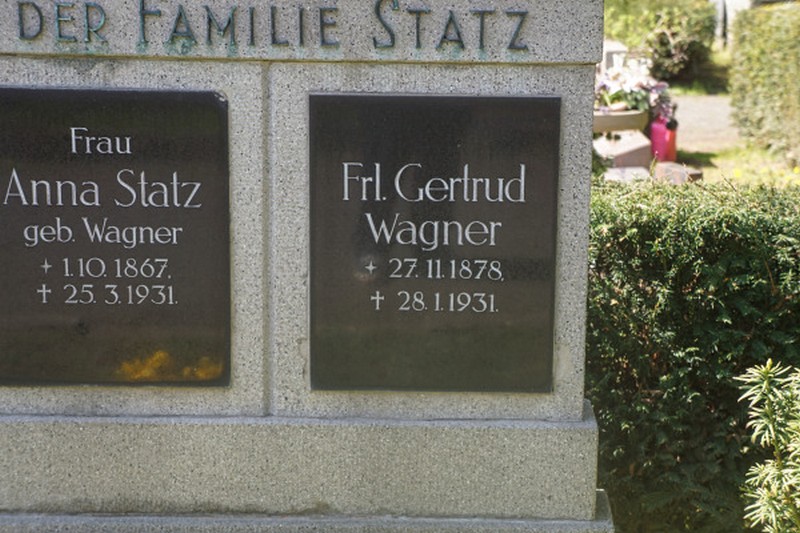 DER FAMILIE STATZ
Frau
Anna Statz
geb. Wagner
+ 1.10.1867.
† 25.3.1931.
Frl. Gertrud
Wagner
+ 27.11.1878.
† 28.1.1931.